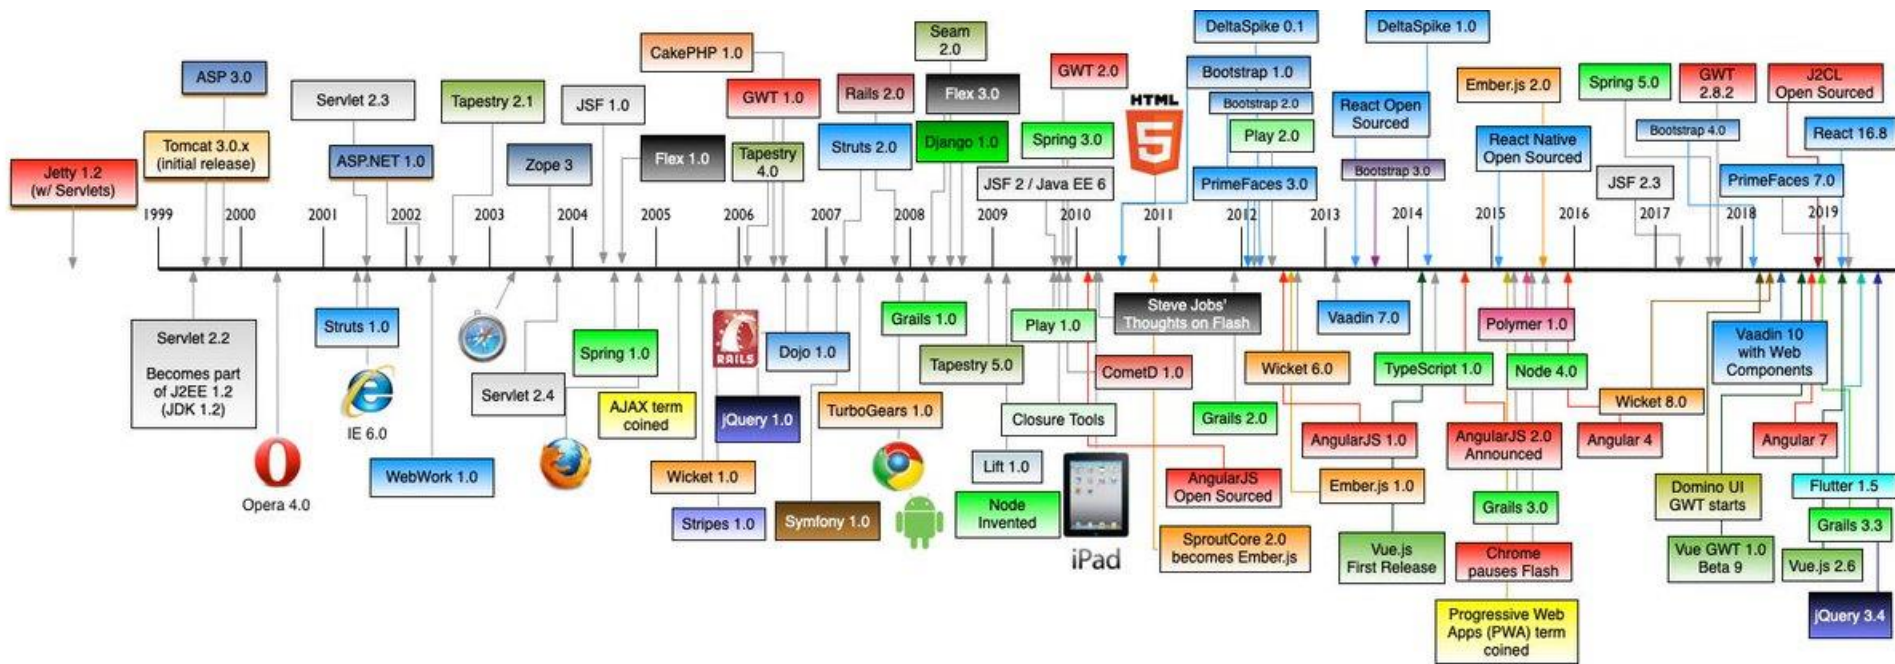 DeltaSpike 0.1
DeltaSpike 1.0
Seam
2.0
CakePHP 1.0
GWT 2.0
ASP 3.0
Servlet 2.3
Tapestry 2.1
JSF 1.0
GWT 1.0
Rails 2.0
Flex 3.0
HTML
5
Bootstrap 1.0
Bootstrap 2.0
Play 2.0
React Open
Sourced
Ember.js 2.0
Spring 5.0
GWT
2.8.2
J2CL
Open Sourced
Tomcat 3.0.x
(initial release)
ASP.NET 1.0
Zope 3
Flex 1.0
Tapestry
4.0
Struts 2.0
Django 1.0
Spring 3.0
React Native
Open Sourced
Bootstrap 4.0
React 16.8
Jetty 1.2
(w/ Servlets)
JSF 2 / Java EE 6
PrimeFaces 3.0
Bootstrap 3.0
JSF 2.3
PrimeFaces 7.0
1999 2000 2001 2002 2003 2004 2005 2006 2007 2008 2009 2010 2011 2012 2013 2014 2015 2016 2017 2018 2019
Servlet 2.2
Becomes part
of J2EE 1.2
(JDK 1.2)
Struts 1.0
IE 6.0
Opera 4.0
WebWork 1.0
Servlet 2.4
Spring 1.0
AJAX term
coined
RAILS
jQuery 1.0
Wicket 1.0
Stripes 1.0
Dojo 1.0
Symfony 1.0
TurboGears 1.0
Grails 1.0
Tapestry 5.0
Lift 1.0
Node
Invented
Play 1.0
Closure Tools
iPad
Steve Jobs'
Thoughts on Flash
CometD 1.0
AngularJS
Open Sourced
SproutCore 2.0
becomes Ember.js
Grails 2.0
Wicket 6.0
Vaadin 7.0
AngularJS 1.0
Ember.js 1.0
Vue.js
First Release
TypeScript 1.0
AngularJS 2.0
Announced
Polymer 1.0
Node 4.0
Grails 3.0
Chrome
pauses Flash
Progressive Web
Apps (PWA) term
coined
Angular 4
Wicket 8.0
Vaadin 10
with Web
Components
Domino UI
GWT starts
Vue GWT 1.0
Beta 9
Angular 7
Flutter 1.5
Grails 3.3
Vue.js 2.6
jQuery 3.4